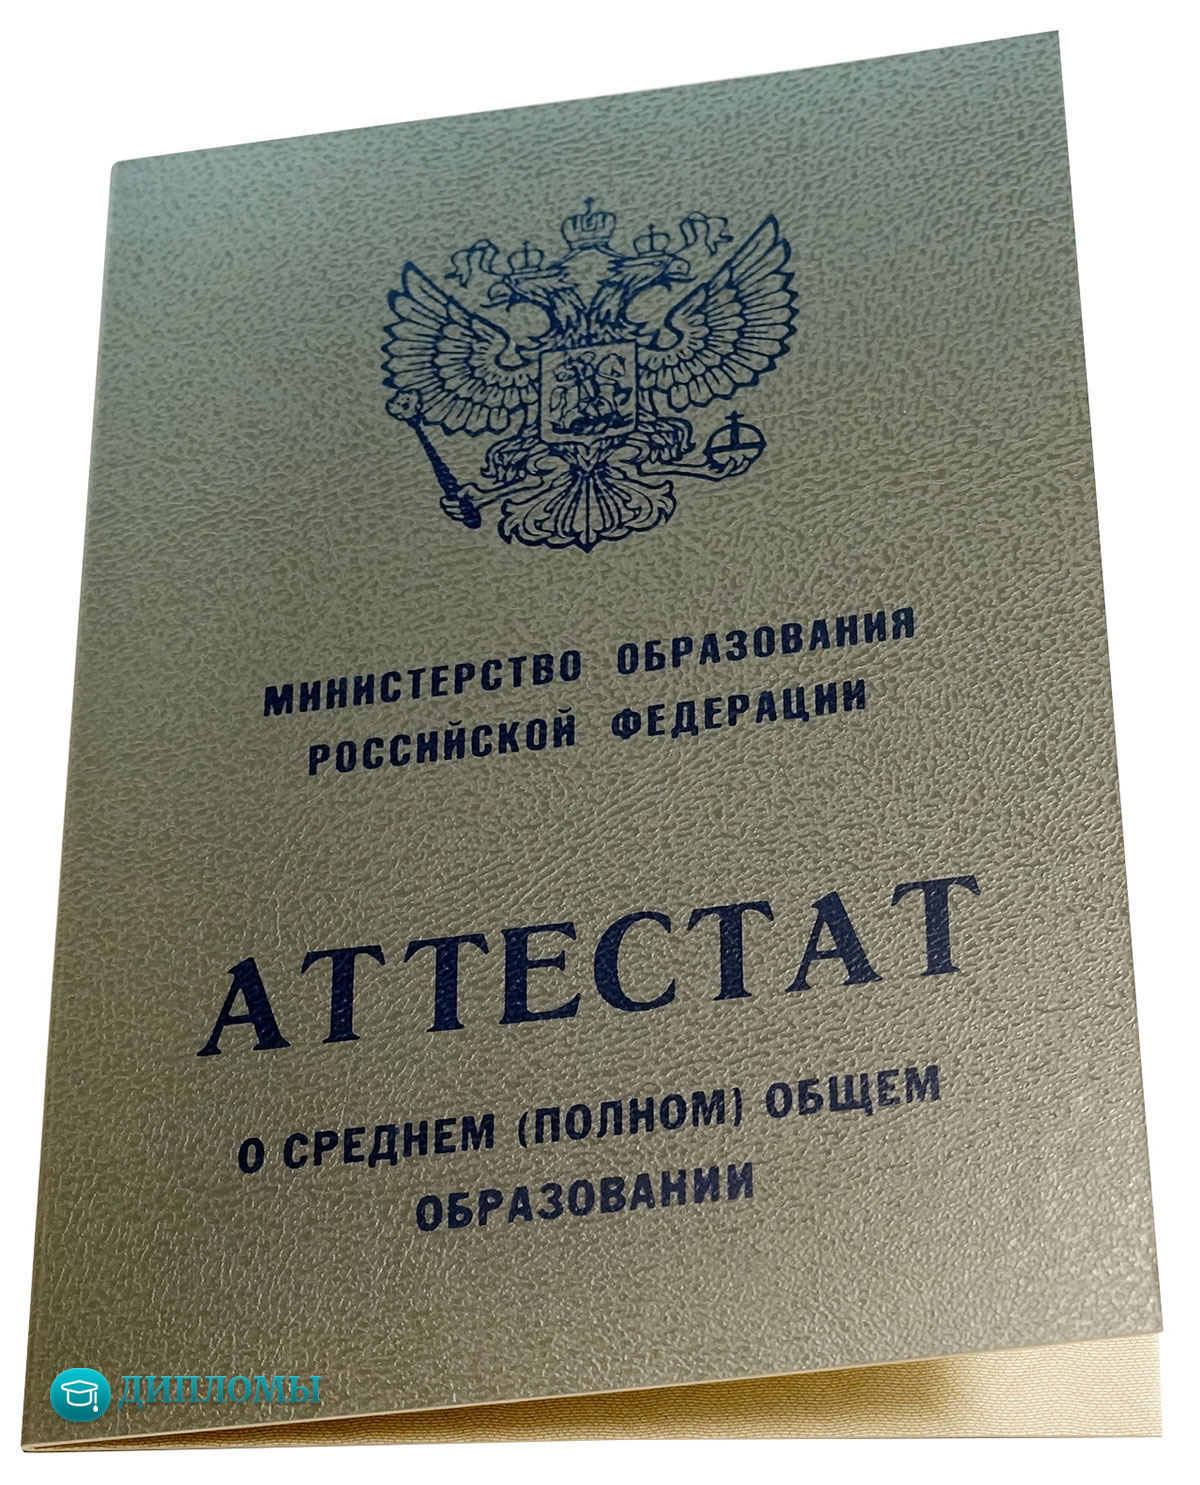 МИНИСТЕРСТВО ОБРАЗОВАНИЯ
РОССИЙСКОЙ ФЕДЕРАЦИИ
АТТЕСТАТ
О СРЕДНЕМ (ПОЛНОМ) ОБЩЕМ
ОБРАЗОВАНИИ
ДИПЛОМЫ